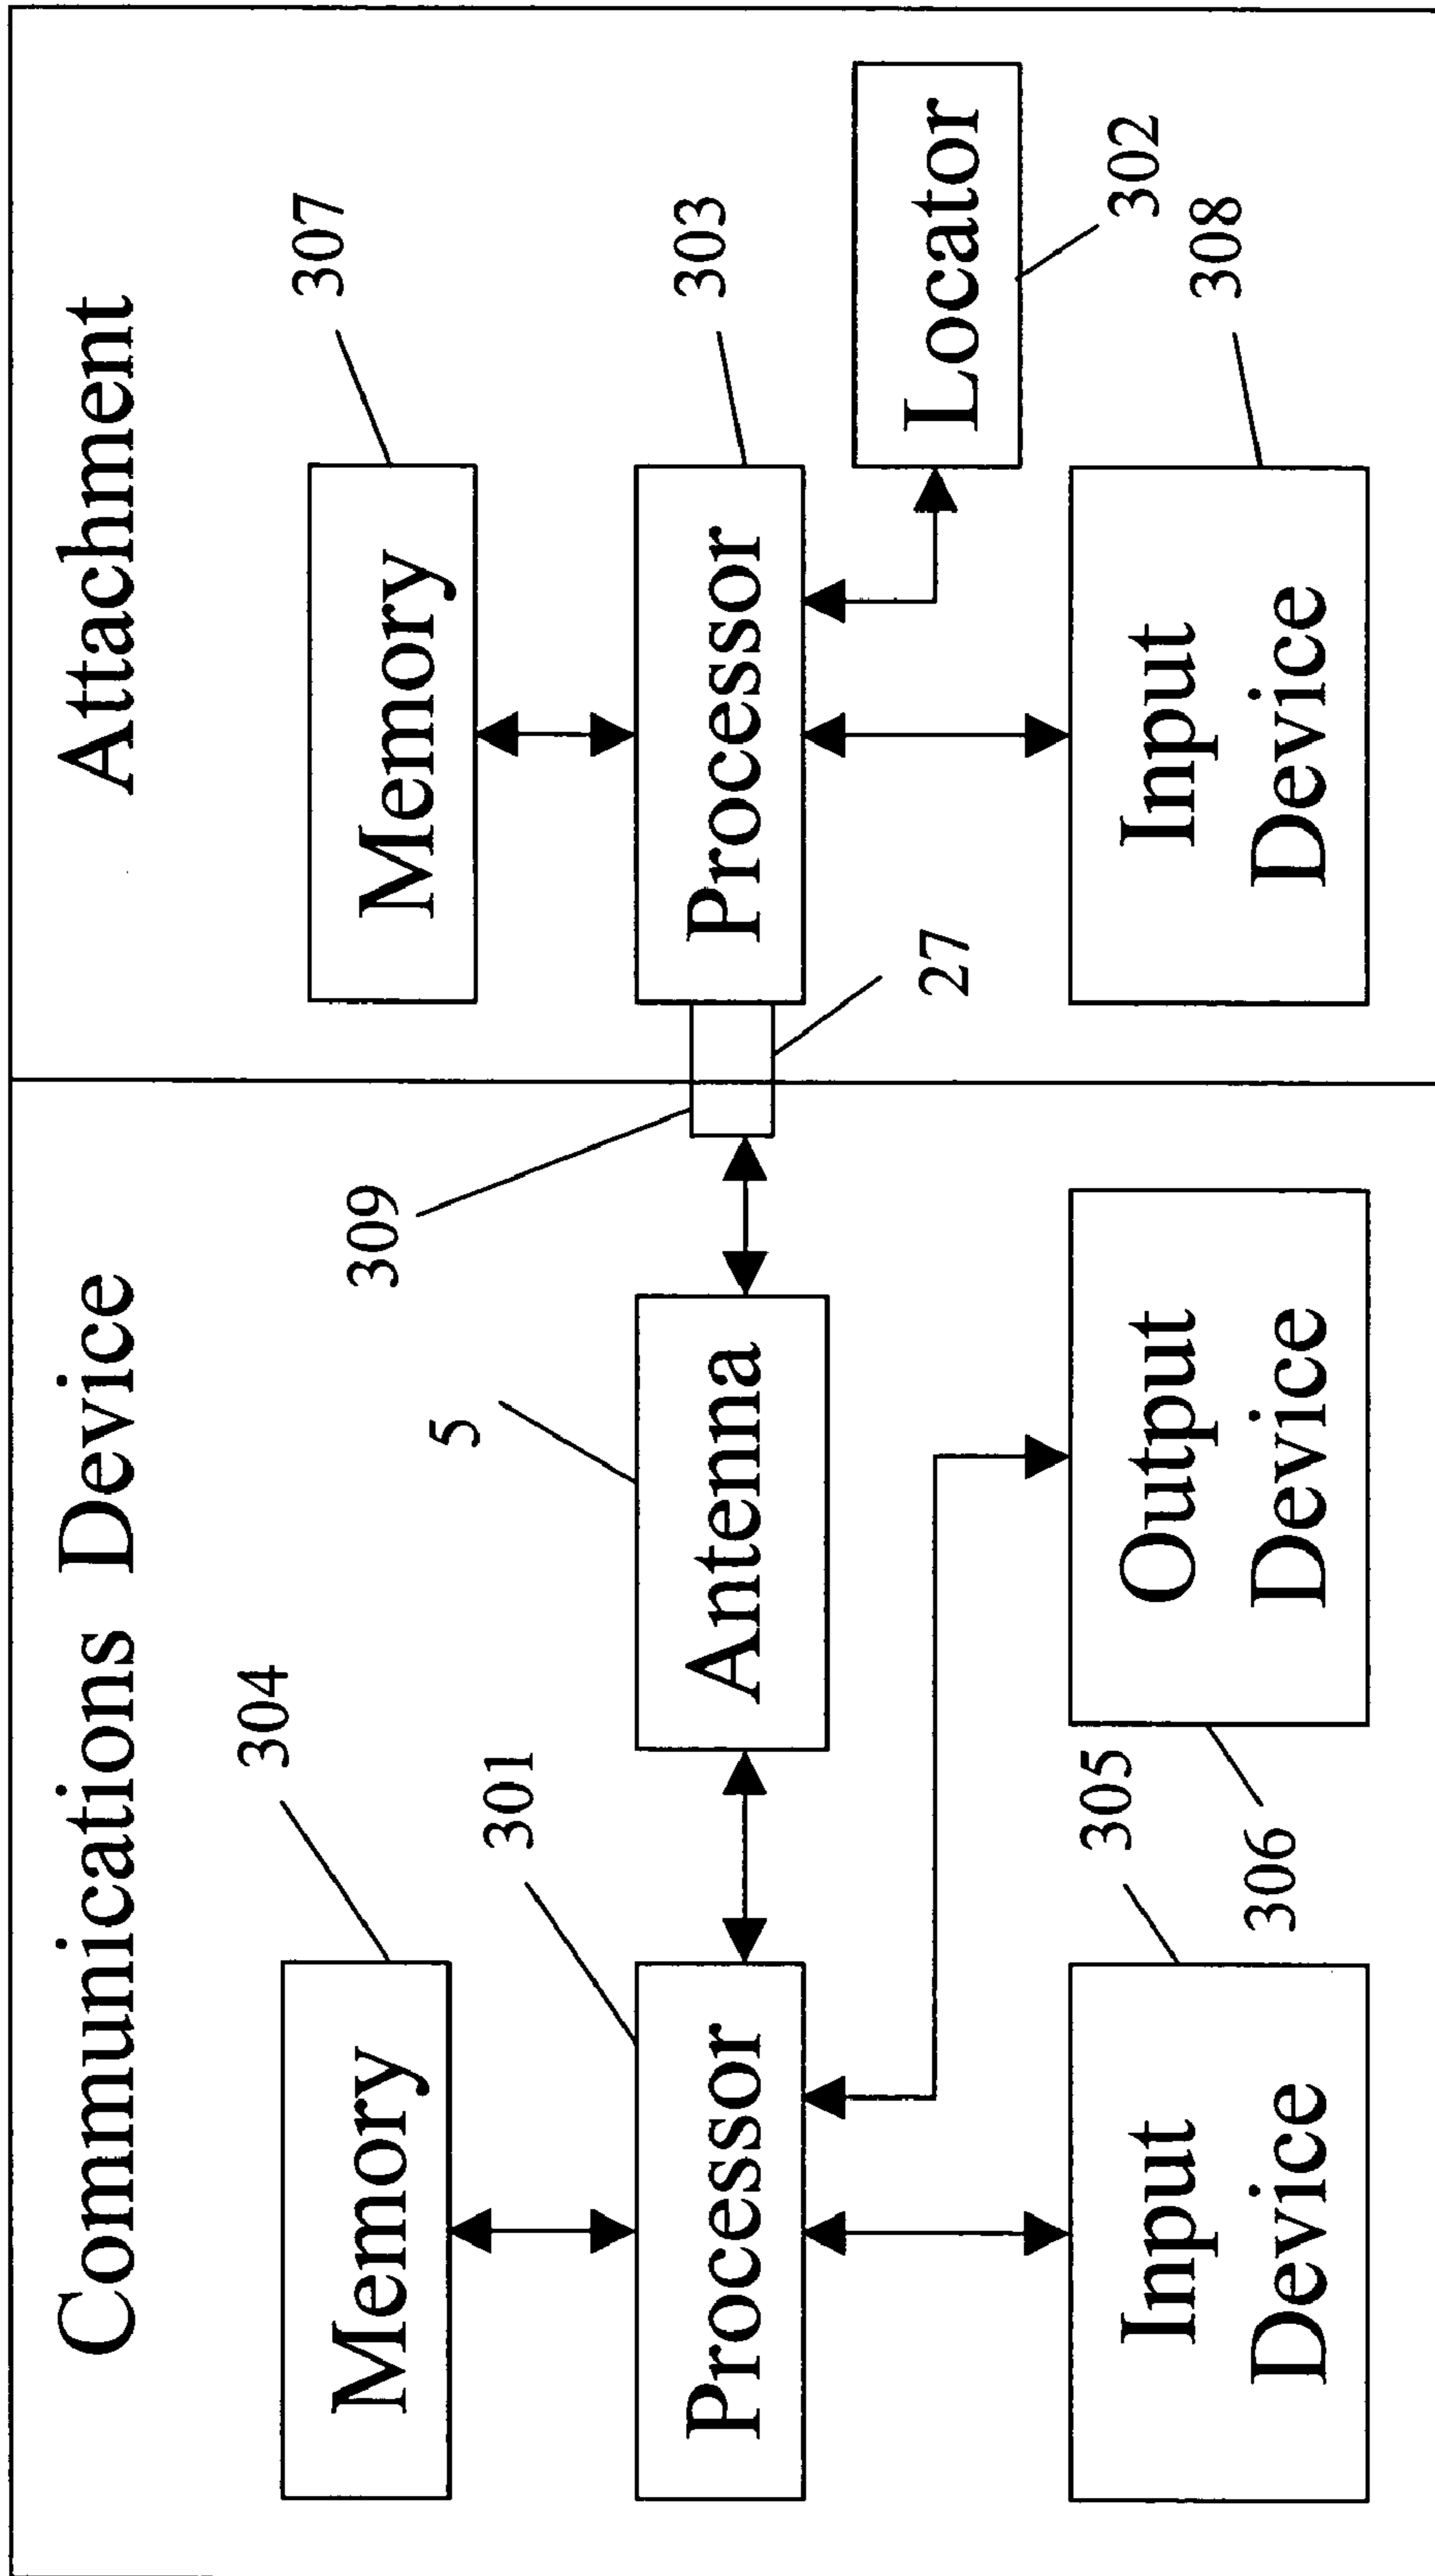 Communications Device
Attachment
304
Memory
307
Memory
301
Processor
5
Antenna
309
27
303
Processor
302
Locator
305
Input
Device
306
Output
Device
308
Input
Device